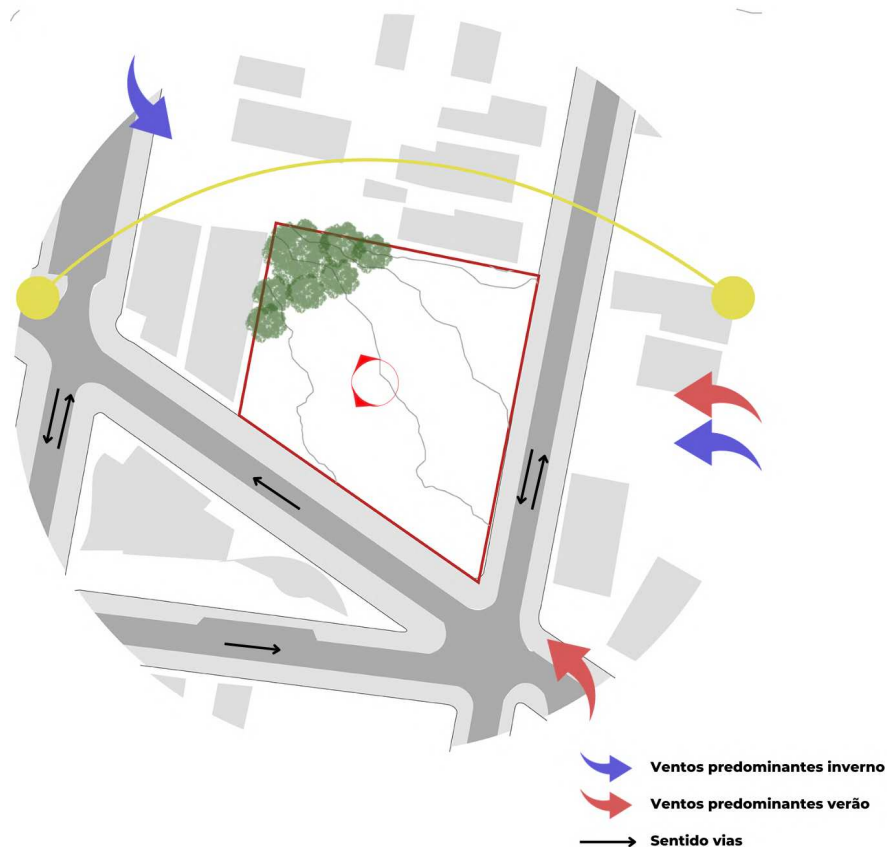 Ventos predominantes inverno
Ventos predominantes verão
Sentido vias